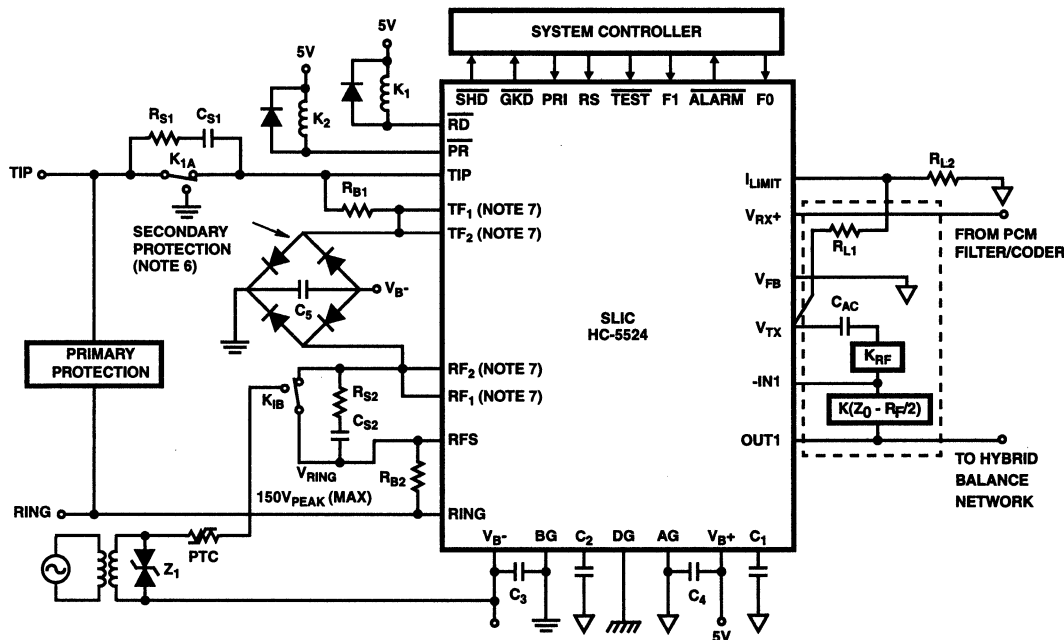 SYSTEM CONTROLLER
5V
5V
K1
K2
SHD GKD PRI RS TEST F1 ALARM F0
RD
PR
RS1 CS1
K1A
TIP
TIP
RB1
TF1 (NOTE 7)
TF2 (NOTE 7)
SECONDARY
PROTECTION
(NOTE 6)
C5
VB-
PRIMARY
PROTECTION
RF2 (NOTE 7)
RF1 (NOTE 7)
KIB
RS2
CS2
RFS
VRING
150VPEAK (MAX)
RB2
RING
RING
PTC
Z1
SLIC
HC-5524
ILIMIT
RL2
VRX+
FROM PCM
FILTER/CODER
RL1
VFB
CAC
VTX
KRF
-IN1
K(Z0 - RF/2)
OUT1
TO HYBRID
BALANCE
NETWORK
VB- BG C2 DG AG VB+ C1
C3
C4
5V